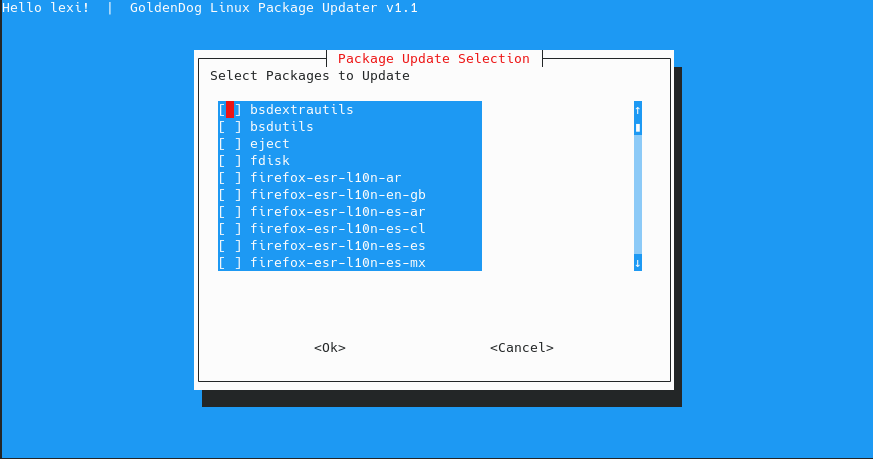 Hello lexi!  |  GoldenDog Linux Package Updater v1.1
Package Update Selection
Select Packages to Update
[ ] bsdextrautils
[ ] bsdutils
[ ] eject
[ ] fdisk
[ ] firefox-esr-l10n-ar
[ ] firefox-esr-l10n-en-gb
[ ] firefox-esr-l10n-es-ar
[ ] firefox-esr-l10n-es-cl
[ ] firefox-esr-l10n-es-es
[ ] firefox-esr-l10n-es-mx
<Ok> <Cancel>